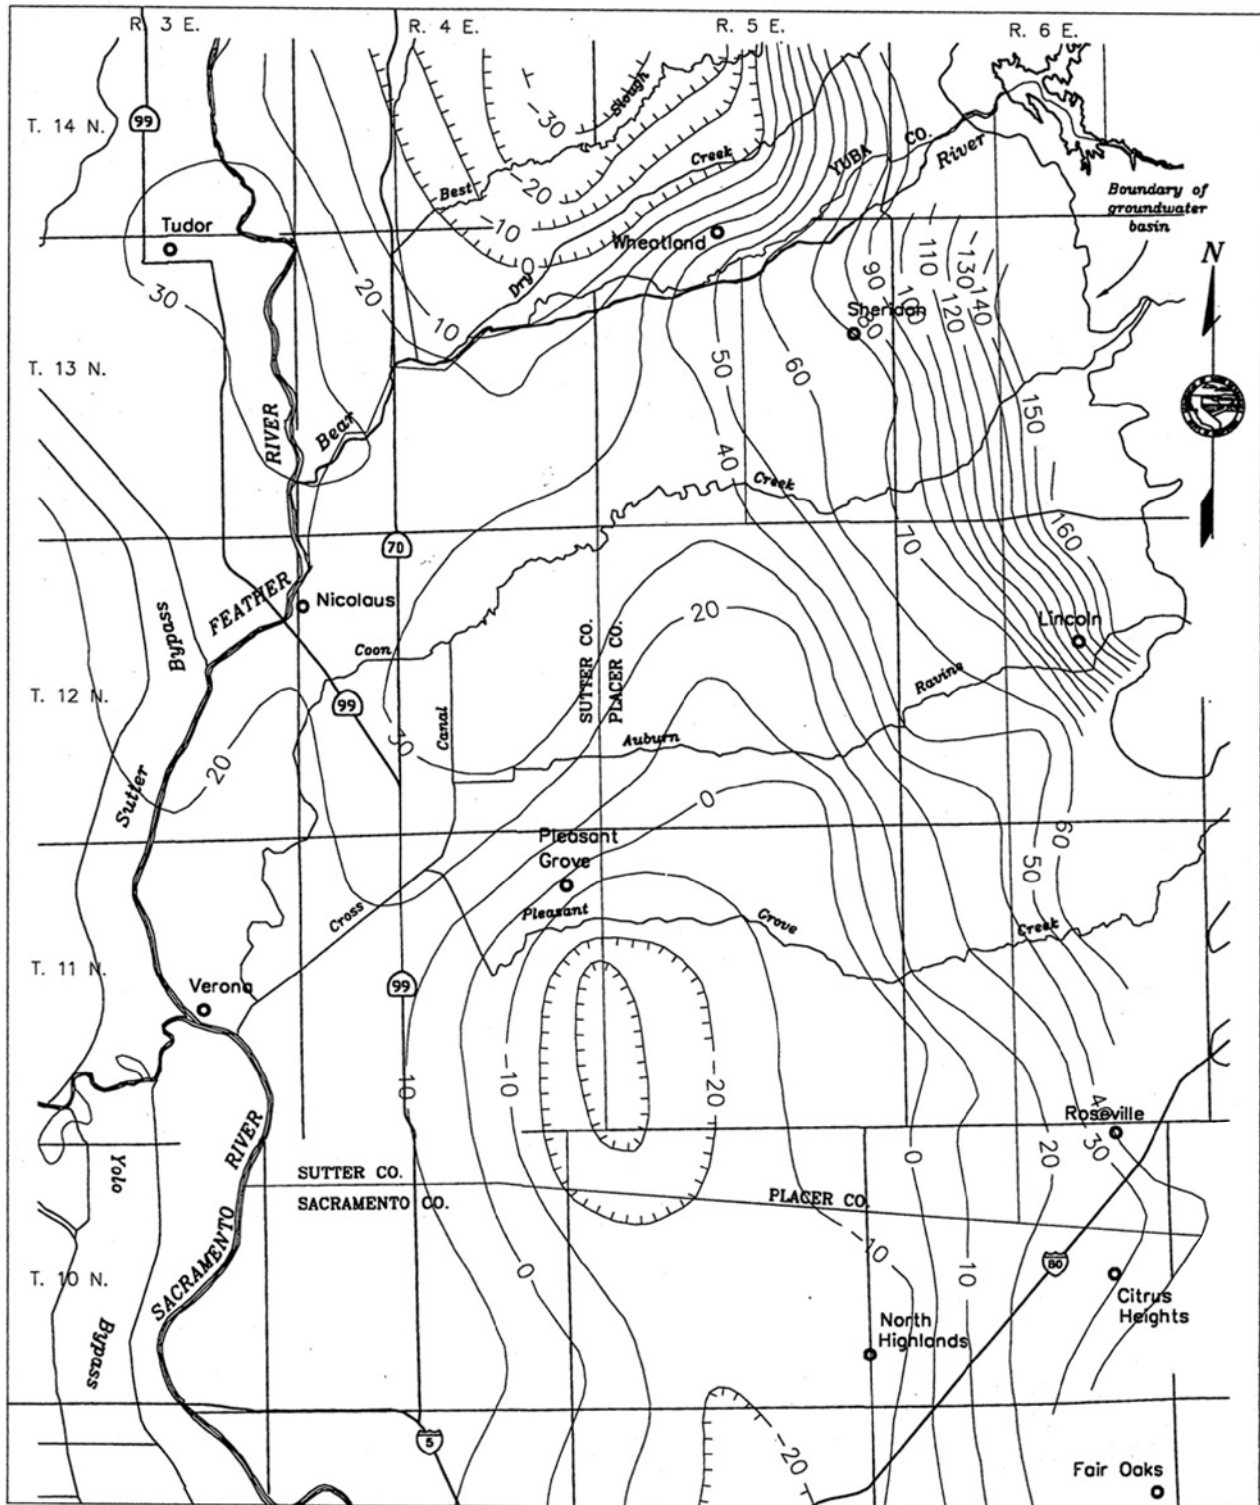 R. 3 E.
R. 4 E.
R. 5 E.
R. 6 E.
T. 14 N.
99
-30
Slough
Best
-20
-10
0
Creek
Dry
YUBA CO.
River
Boundary of
groundwater
basin
N
Tudor
Wheatland
30
20
10
90
100
110
120
-130
-140
Sheridan
80
T. 13 N.
50
60
150
RIVER
Bear
40
Creek
70
160
70
FEATHER
Nicolaus
Bypass
20
Lincoln
Coon
SUTTER CO.
PLACER CO.
Ravine
T. 12 N.
99
Canal
30
Auburn
20
Sutter
0
Pleasant
Grove
60
50
Pleasant
Grove
Creek
Cross
T. 11 N.
Verona
99
10
-10
-20
40
Roseville
30
20
0
RIVER
Yolo
SUTTER CO.
SACRAMENTO CO.
PLACER CO.
-10
SACRAMENTO
0
10
80
T. 10 N.
Citrus
Heights
North
Highlands
Bypass
5
-20
Fair Oaks